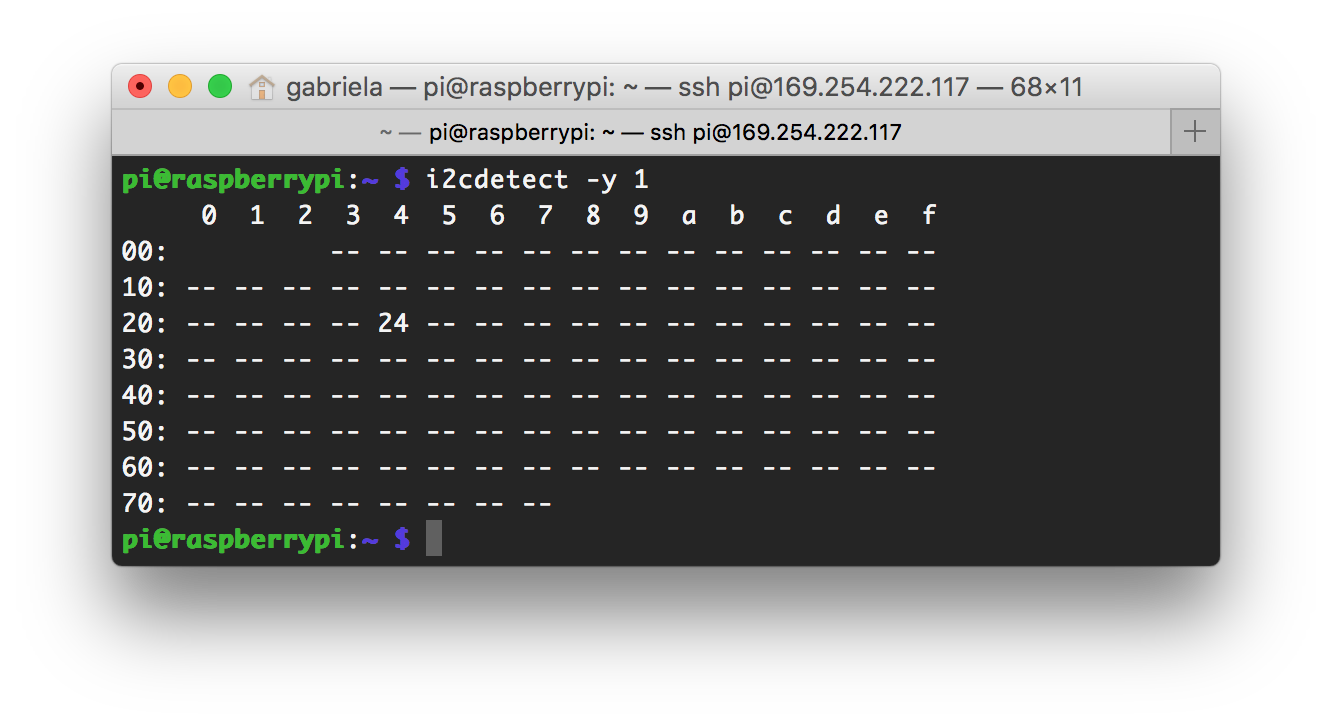 gabriela — pi@raspberrypi: ~ — ssh pi@169.254.222.117 — 68×11
~ — pi@raspberrypi: ~ — ssh pi@169.254.222.117
pi@raspberrypi:~ $ i2cdetect -y 1
     0  1  2  3  4  5  6  7  8  9  a  b  c  d  e  f
00:          -- -- -- -- -- -- -- -- -- -- -- -- --
10: -- -- -- -- -- -- -- -- -- -- -- -- -- -- -- --
20: -- -- -- -- 24 -- -- -- -- -- -- -- -- -- -- --
30: -- -- -- -- -- -- -- -- -- -- -- -- -- -- -- --
40: -- -- -- -- -- -- -- -- -- -- -- -- -- -- -- --
50: -- -- -- -- -- -- -- -- -- -- -- -- -- -- -- --
60: -- -- -- -- -- -- -- -- -- -- -- -- -- -- -- --
70: -- -- -- -- -- -- -- --
pi@raspberrypi:~ $